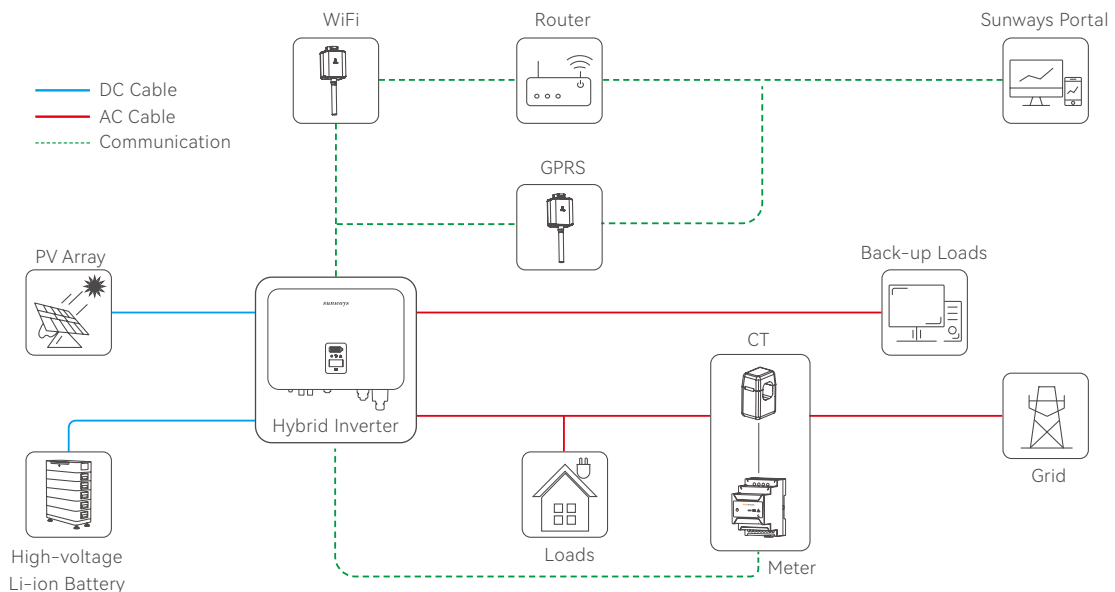 WiFi
Router
Sunways Portal
DC Cable
AC Cable
Communication
GPRS
PV Array
Back-up Loads
sunways
CT
Hybrid Inverter
Grid
High-voltage
Li-ion Battery
Loads
Meter